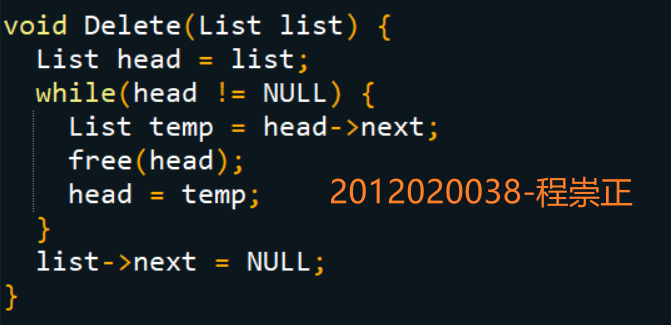 void Delete(List list) {
  List head = list;
  while(head != NULL) {
    List temp = head->next;
    free(head);
    head = temp;
2012020038-程崇正
  }
  list->next = NULL;
}